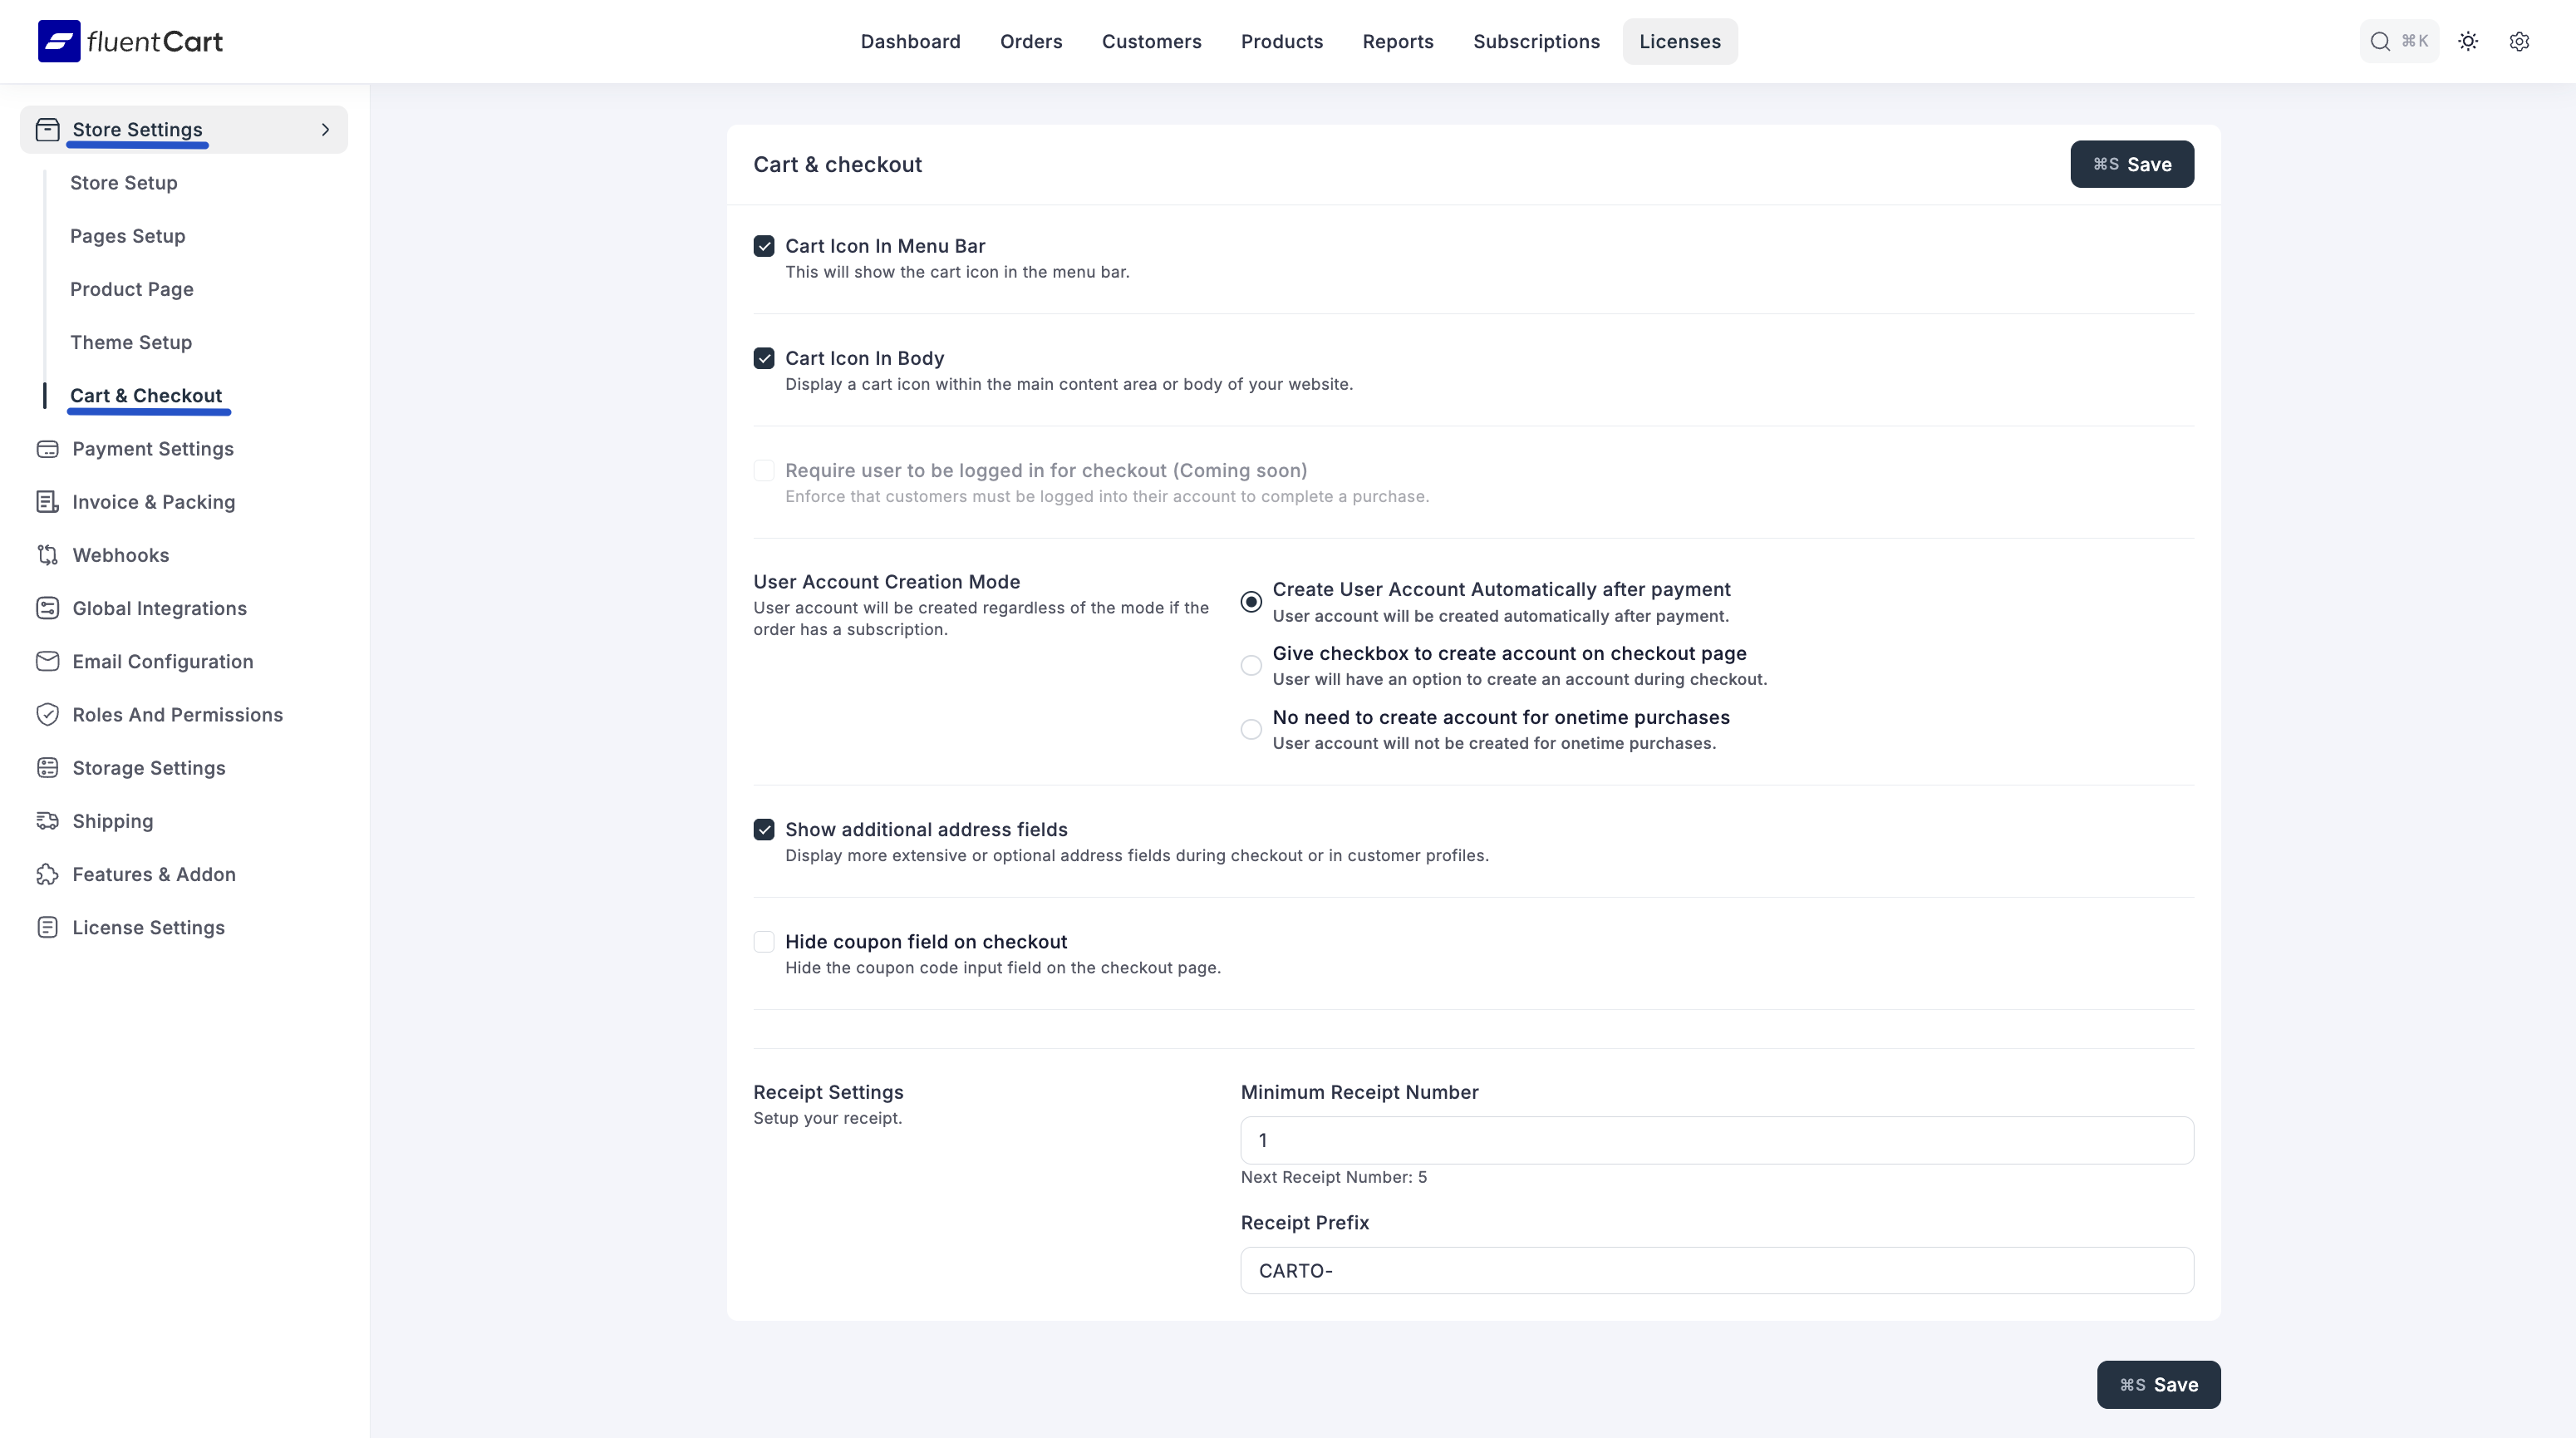 fluentCart
Dashboard
Orders
Customers
Products
Reports
Subscriptions
Licenses
⌘K
Store Settings
Store Setup
Pages Setup
Product Page
Theme Setup
Cart & Checkout
Payment Settings
Invoice & Packing
Webhooks
Global Integrations
Email Configuration
Roles And Permissions
Storage Settings
Shipping
Features & Addon
License Settings
Cart & checkout
⌘S Save
Cart Icon In Menu Bar
This will show the cart icon in the menu bar.
Cart Icon In Body
Display a cart icon within the main content area or body of your website.
Require user to be logged in for checkout (Coming soon)
Enforce that customers must be logged into their account to complete a purchase.
User Account Creation Mode
User account will be created regardless of the mode if the
order has a subscription.
Create User Account Automatically after payment
User account will be created automatically after payment.
Give checkbox to create account on checkout page
User will have an option to create an account during checkout.
No need to create account for onetime purchases
User account will not be created for onetime purchases.
Show additional address fields
Display more extensive or optional address fields during checkout or in customer profiles.
Hide coupon field on checkout
Hide the coupon code input field on the checkout page.
Receipt Settings
Setup your receipt.
Minimum Receipt Number
1
Next Receipt Number: 5
Receipt Prefix
CARTO-
⌘S Save